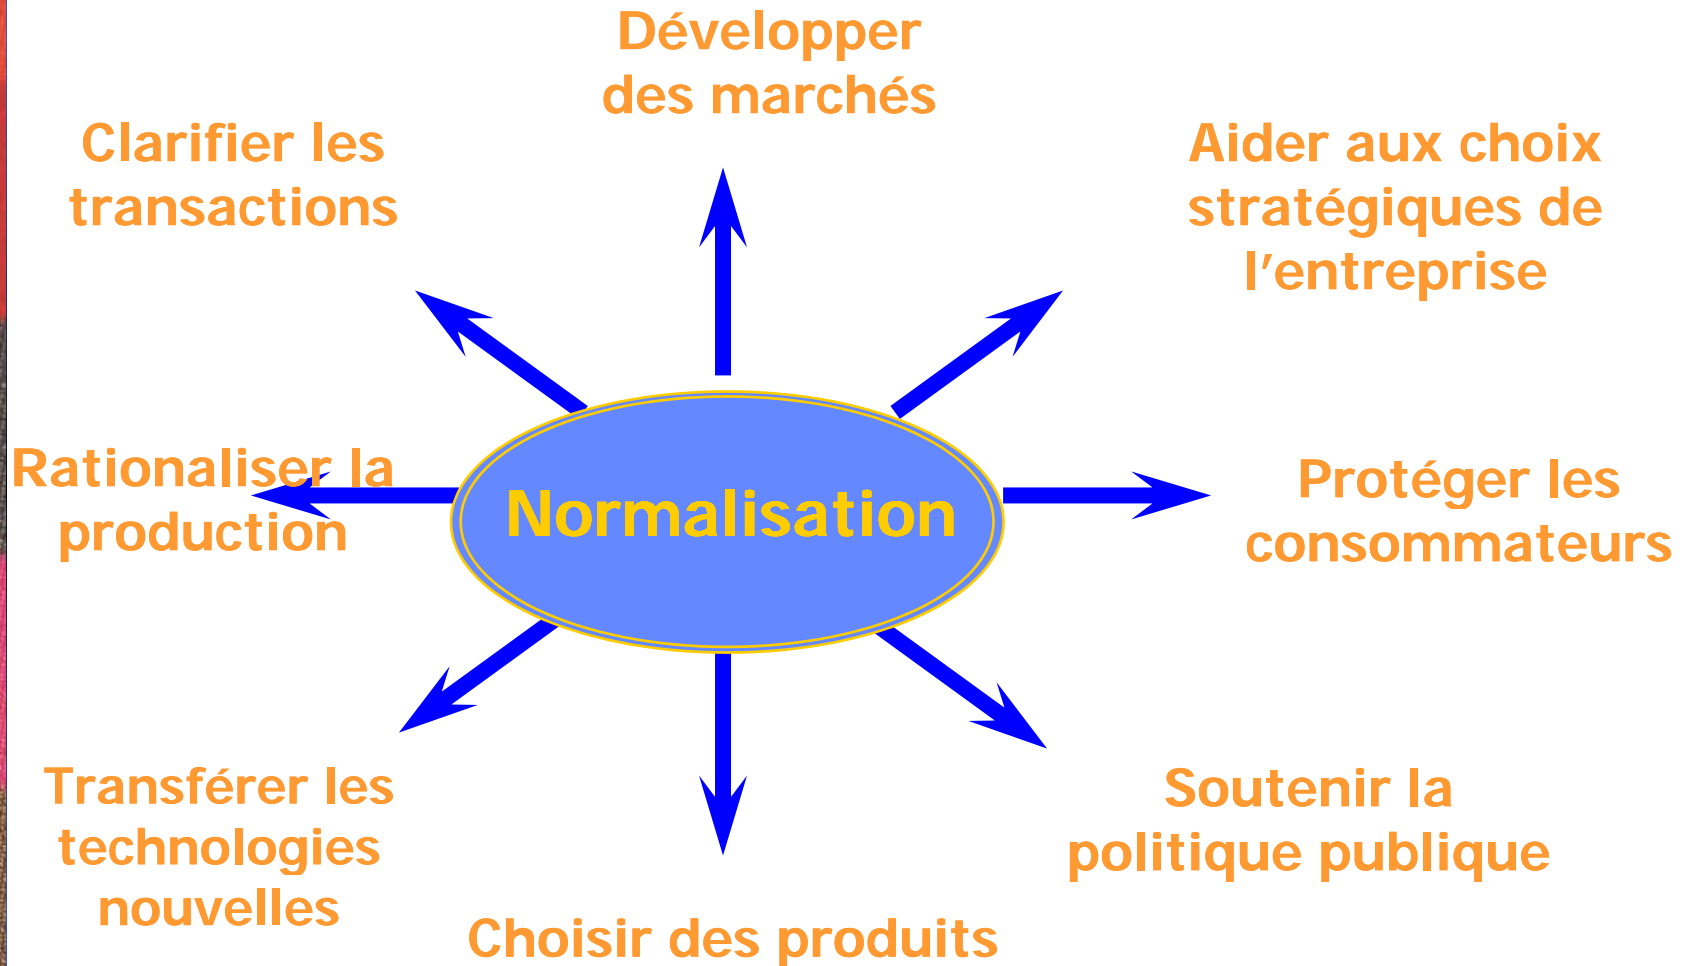 Développer
des marchés
Clarifier les
transactions
Aider aux choix
stratégiques de
l’entreprise
Rationaliser la
production
Normalisation
Protéger les
consommateurs
Transférer les
technologies
nouvelles
Soutenir la
politique publique
Choisir des produits